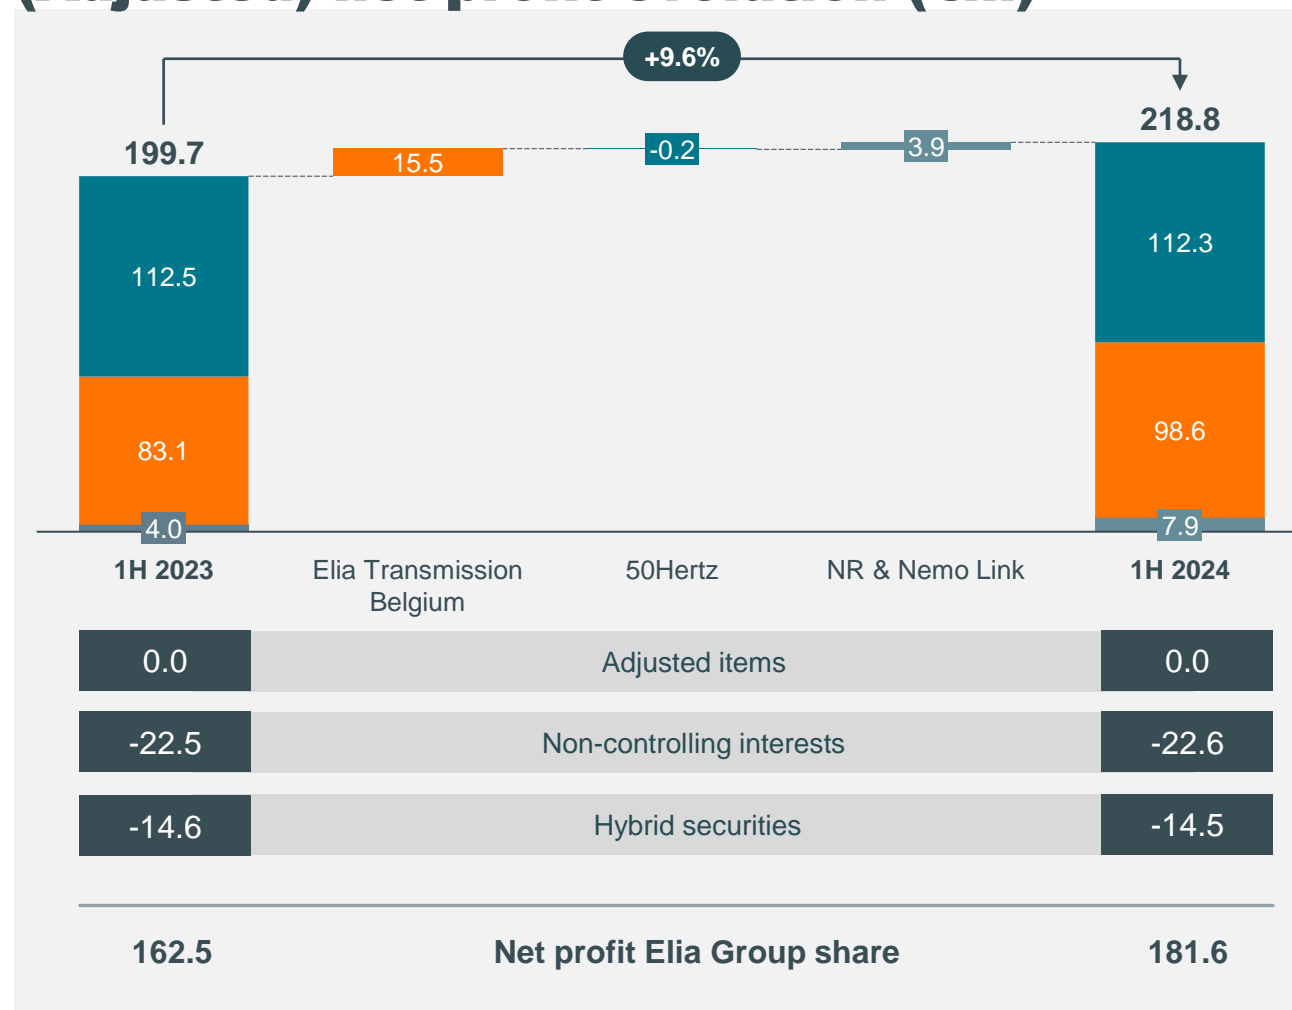 +9.6%
199.7
218.8
15.5
-0.2
3.9
112.5
112.3
83.1
98.6
4.0
7.9
1H 2023
Elia Transmission
Belgium
50Hertz
NR & Nemo Link
1H 2024
0.0 Adjusted items 0.0
-22.5 Non-controlling interests -22.6
-14.6 Hybrid securities -14.5
162.5 Net profit Elia Group share 181.6